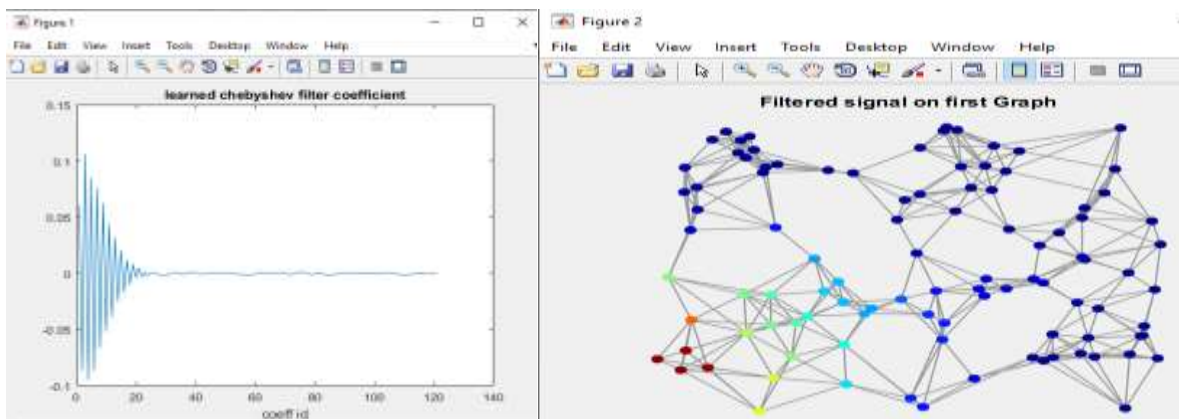 Figure 1
File Edit View Insert Tools Desktop Window Help
learned chebyshev filter coefficient
0.15
0.1
0.05
0
-0.05
-0.1
0 20 40 60 80 100 120 140
coeff id
Figure 2
File Edit View Insert Tools Desktop Window Help
Filtered signal on first Graph